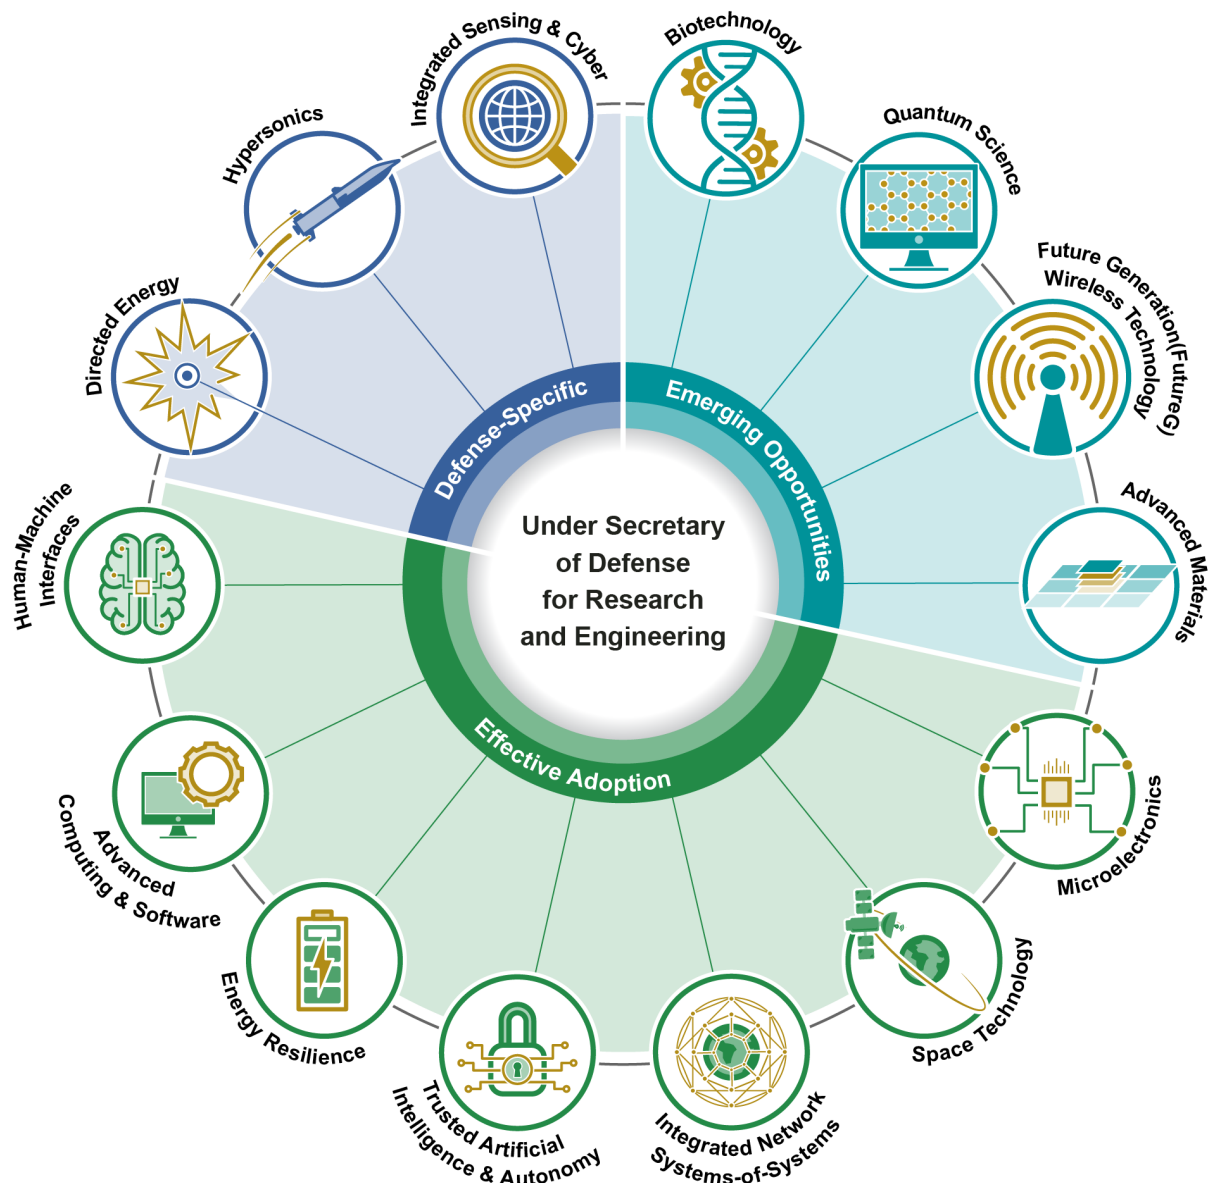 Integrated Sensing & Cyber
Biotechnology
Quantum Science
Future Generation(FutureG)
Wireless Technology
Advanced Materials
Microelectronics
Space Technology
Integrated Network
Systems-of-Systems
Trusted Artificial
Intelligence & Autonomy
Energy Resilience
Advanced
Computing & Software
Human-Machine
Interfaces
Directed Energy
Hypersonics
Defense-Specific
Emerging Opportunities
Effective Adoption
Under Secretary
of Defense
for Research
and Engineering